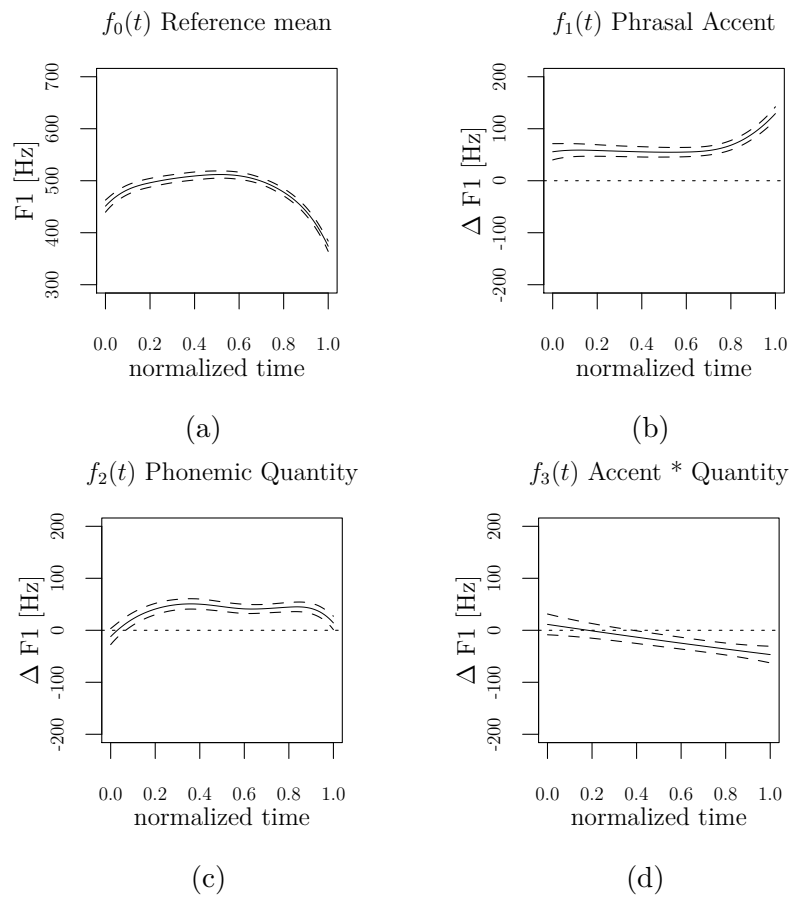 f₀(t) Reference mean
F1 [Hz]
700
600
500
400
300
0.0 0.2 0.4 0.6 0.8 1.0
normalized time
(a)
f₁(t) Phrasal Accent
Δ F1 [Hz]
200
100
0
-100
-200
0.0 0.2 0.4 0.6 0.8 1.0
normalized time
(b)
f₂(t) Phonemic Quantity
Δ F1 [Hz]
200
100
0
-100
-200
0.0 0.2 0.4 0.6 0.8 1.0
normalized time
(c)
f₃(t) Accent * Quantity
Δ F1 [Hz]
200
100
0
-100
-200
0.0 0.2 0.4 0.6 0.8 1.0
normalized time
(d)